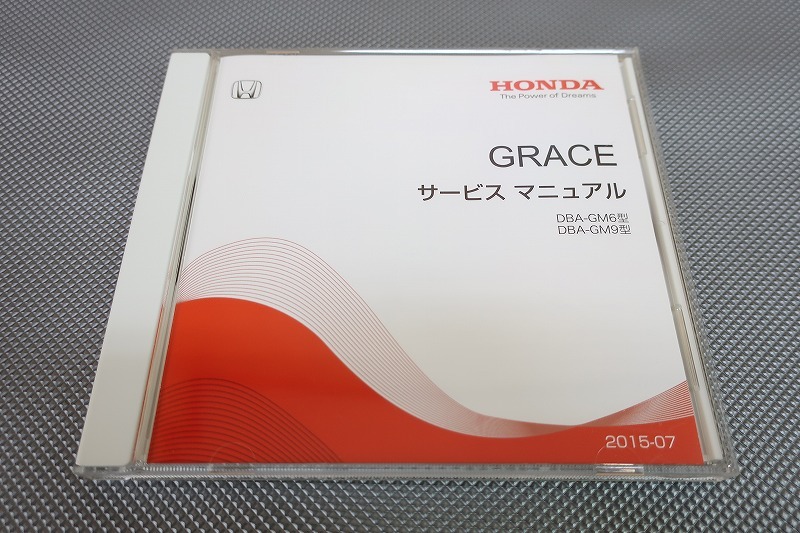 HONDA
The Power of Dreams
GRACE
サービス マニュアル
DBA-GM6型
DBA-GM9型
2015-07